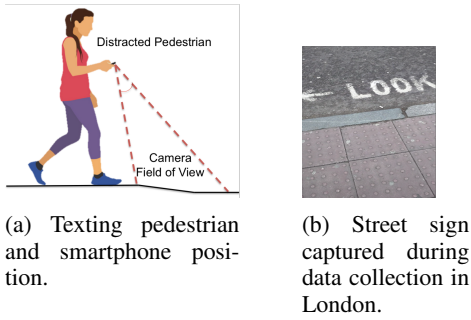 Distracted Pedestrian
Camera
Field of View
← LOOK
(a) Texting pedestrian
and smartphone posi-
tion.
(b) Street sign
captured during
data collection in
London.